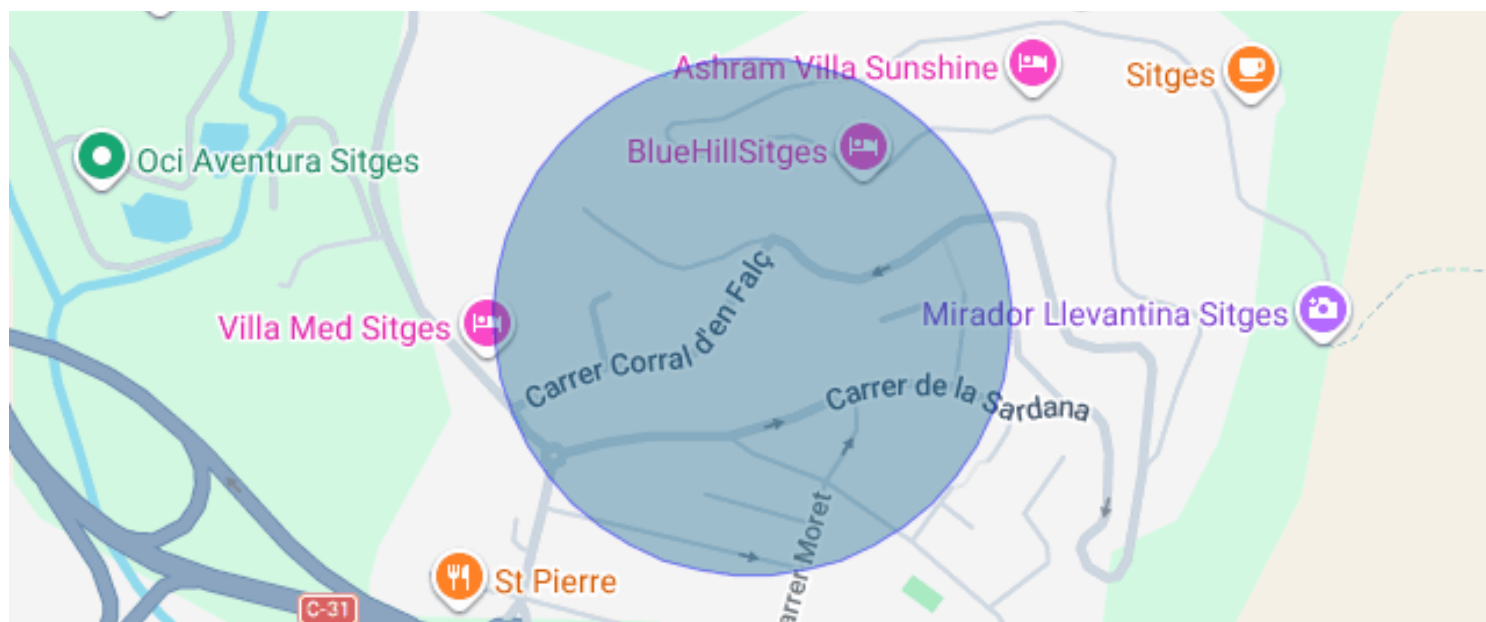 Ashram Villa Sunshine
Sitges
BlueHillSitges
Oci Aventura Sitges
Villa Med Sitges
Mirador Llevantina Sitges
Carrer Corral d'en Falç
Carrer de la Sardana
arrer Moret
St Pierre
C-31